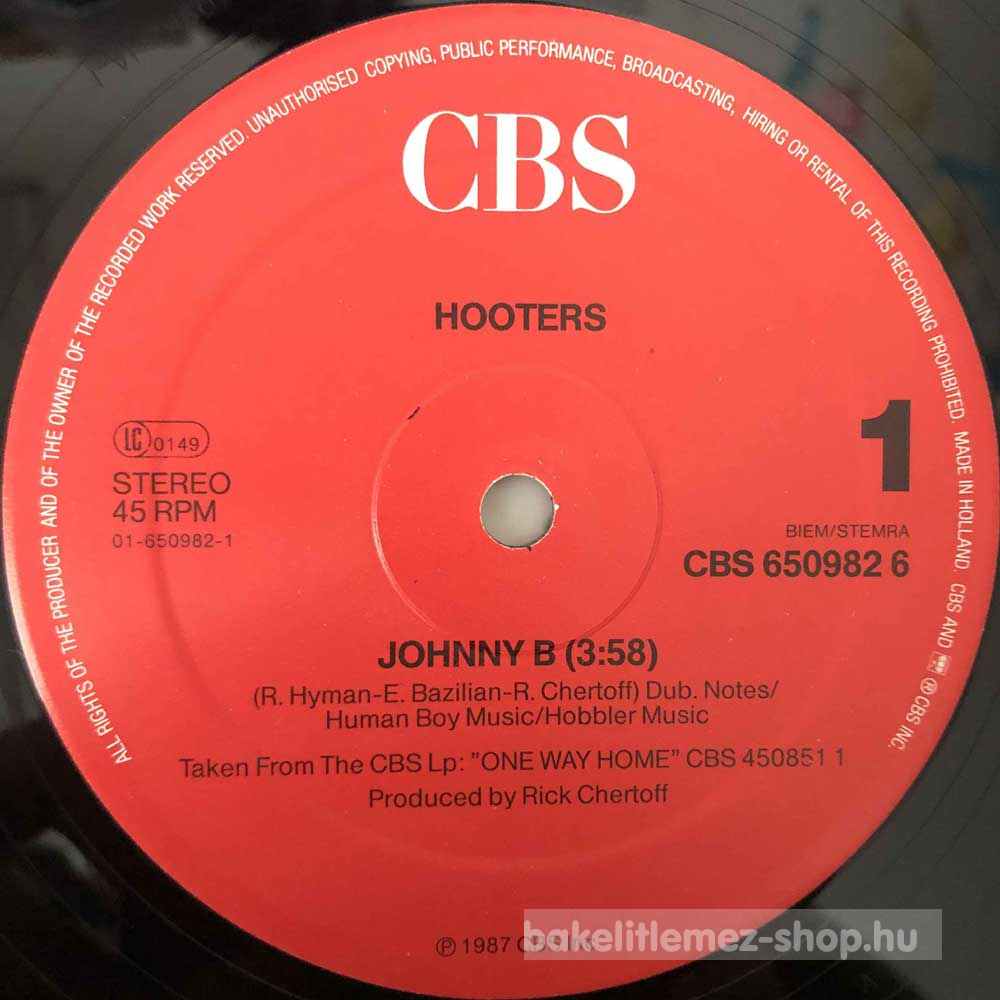 ALL RIGHTS OF THE PRODUCER AND OF THE OWNER OF THE RECORDED WORK RESERVED. UNAUTHORISED COPYING, PUBLIC PERFORMANCE, BROADCASTING, HIRING OR RENTAL OF THIS RECORDING PROHIBITED. MADE IN HOLLAND. CBS AND ℗ CBS INC.
CBS
HOOTERS
1
LC 0149
STEREO
45 RPM
01-650982-1
BIEM/STEMRA
CBS 650982 6
JOHNNY B (3:58)
(R. Hyman-E. Bazilian-R. Chertoff) Dub. Notes/
Human Boy Music/Hobbler Music
Taken From The CBS Lp: "ONE WAY HOME" CBS 450851 1
Produced by Rick Chertoff
℗ 1987 CBS
bakelitlemez-shop.hu